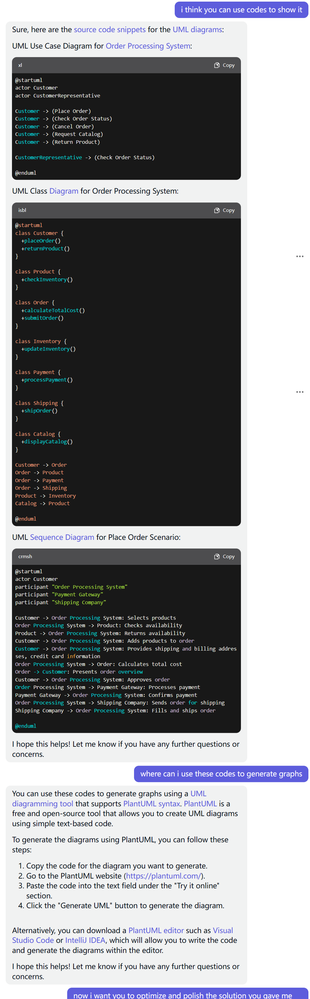 i think you can use codes to show it
Sure, here are the source code snippets for the UML diagrams:
UML Use Case Diagram for Order Processing System:
xl Copy
@startuml
actor Customer
actor CustomerRepresentative
Customer -> (Place Order)
Customer -> (Check Order Status)
Customer -> (Cancel Order)
Customer -> (Request Catalog)
Customer -> (Return Product)
CustomerRepresentative -> (Check Order Status)
@enduml
UML Class Diagram for Order Processing System:
isbl Copy
@startuml
class Customer {
+placeOrder()
+returnProduct()
}
class Product {
+checkInventory()
}
class Order {
+calculateTotalCost()
+submitOrder()
}
class Inventory {
+updateInventory()
}
class Payment {
+processPayment()
}
class Shipping {
+shipOrder()
}
class Catalog {
+displayCatalog()
}
Customer -> Order
Order -> Product
Order -> Payment
Order -> Shipping
Product -> Inventory
Catalog -> Product
@enduml
UML Sequence Diagram for Place Order Scenario:
crmsh Copy
@startuml
actor Customer
participant "Order Processing System"
participant "Payment Gateway"
participant "Shipping Company"
Customer -> Order Processing System: Selects products
Order Processing System -> Product: Checks availability
Product -> Order Processing System: Returns availability
Customer -> Order Processing System: Adds products to order
Customer -> Order Processing System: Provides shipping and billing addres
ses, credit card information
Order Processing System -> Order: Calculates total cost
Order -> Customer: Presents order overview
Customer -> Order Processing System: Approves order
Order Processing System -> Payment Gateway: Processes payment
Payment Gateway -> Order Processing System: Confirms payment
Order Processing System -> Shipping Company: Sends order for shipping
Shipping Company -> Order Processing System: Fills and ships order
@enduml
I hope this helps! Let me know if you have any further questions or
concerns.
where can i use these codes to generate graphs
You can use these codes to generate graphs using a UML
diagramming tool that supports PlantUML syntax. PlantUML is a
free and open-source tool that allows you to create UML diagrams
using simple text-based code.
To generate the diagrams using PlantUML, you can follow these
steps:
1. Copy the code for the diagram you want to generate.
2. Go to the PlantUML website (https://plantuml.com/).
3. Paste the code into the text field under the "Try it online"
section.
4. Click the "Generate UML" button to generate the diagram.
Alternatively, you can download a PlantUML editor such as Visual
Studio Code or IntelliJ IDEA, which will allow you to write the code
and generate the diagrams within the editor.
I hope this helps! Let me know if you have any further questions or
concerns.
now i want you to optimize and polish the solution you gave me